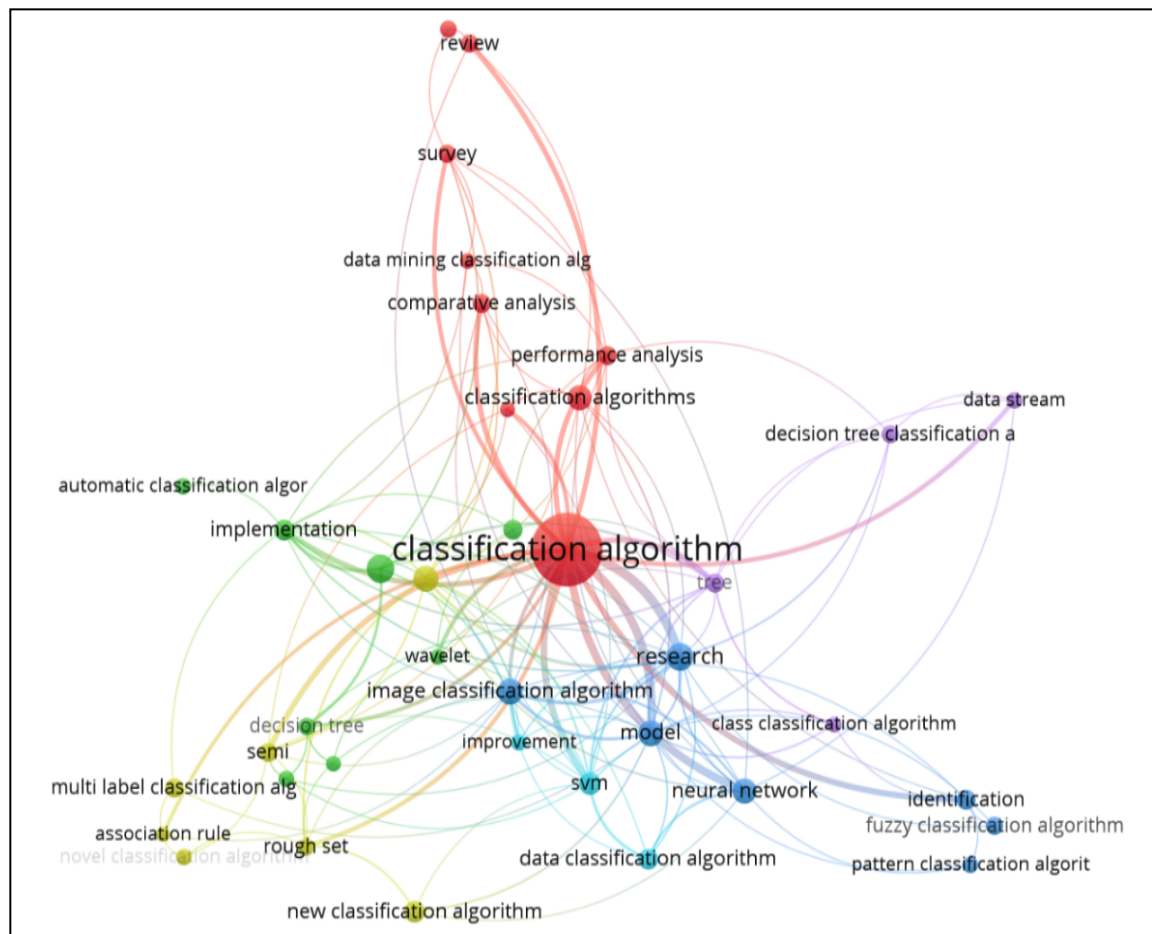 review
survey
data mining classification alg
comparative analysis
performance analysis
classification algorithms
data stream
decision tree classification a
automatic classification algor
implementation
classification algorithm
tree
wavelet
research
image classification algorithm
decision tree
class classification algorithm
model
improvement
semi
svm
multi label classification alg
neural network
identification
fuzzy classification algorithm
association rule
rough set
novel classification algorithm
data classification algorithm
pattern classification algorit
new classification algorithm